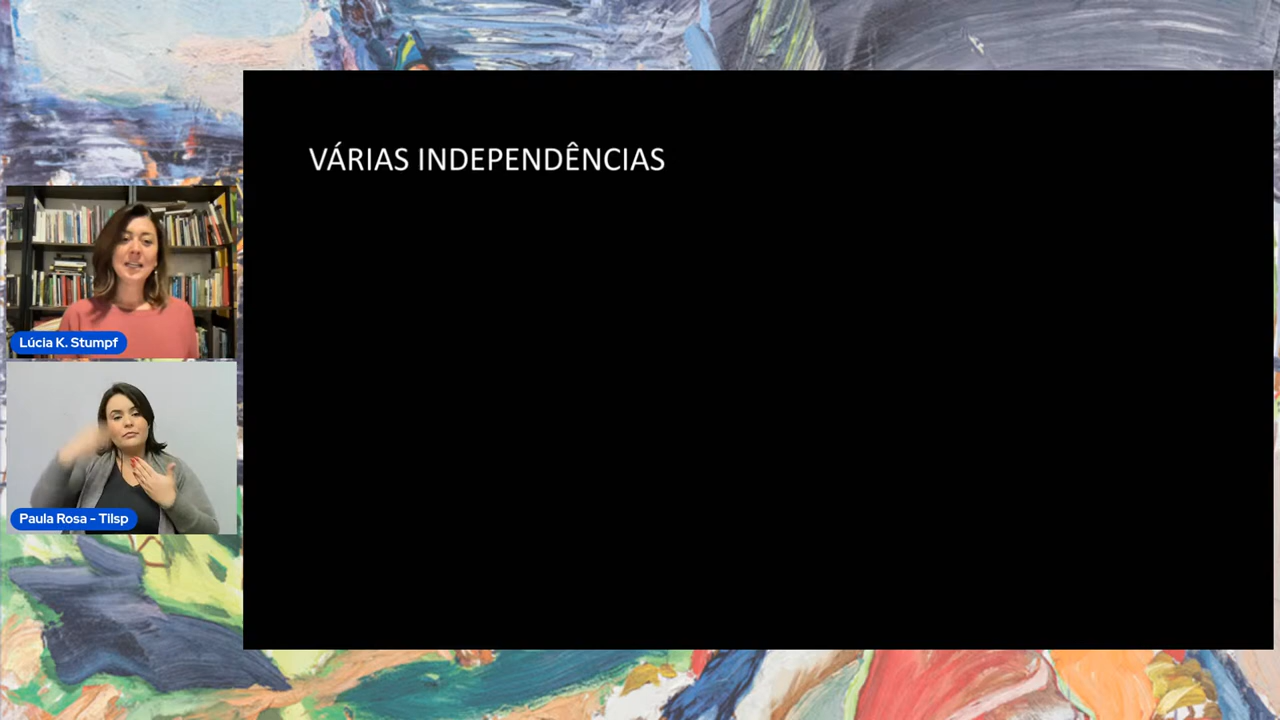 VÁRIAS INDEPENDÊNCIAS
Lúcia K. Stumpf
Paula Rosa - Tilsp